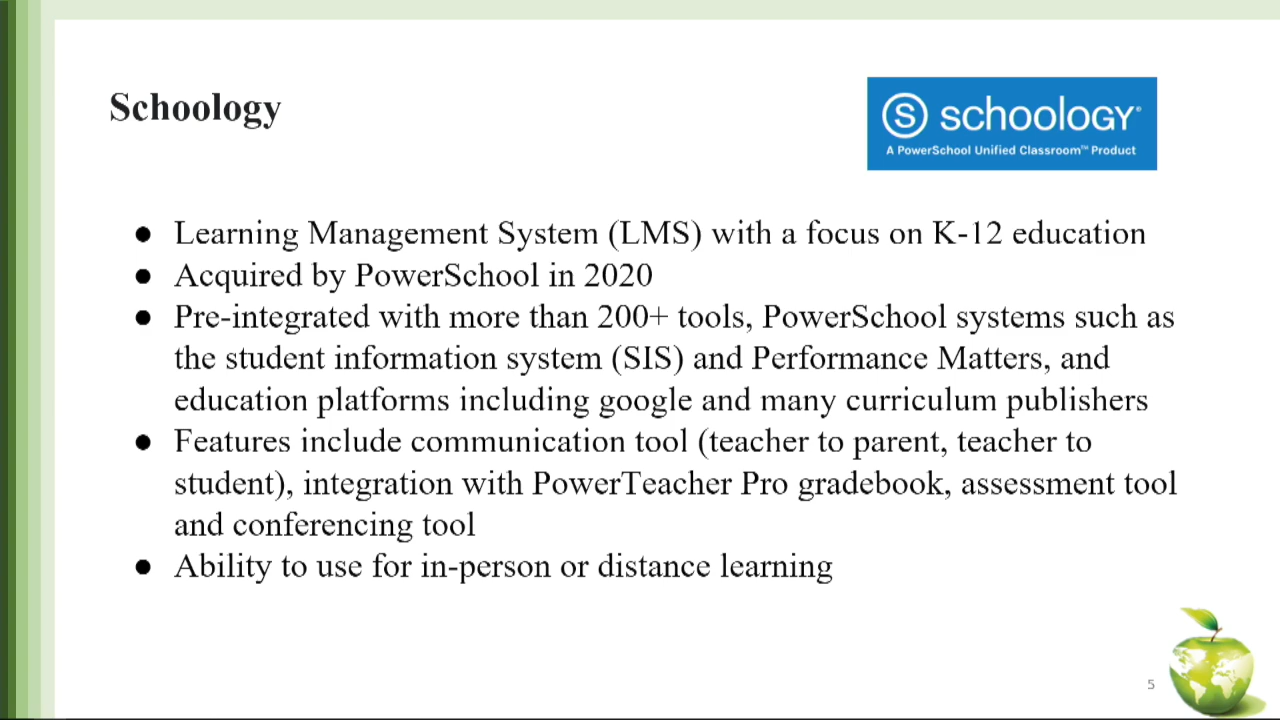 Schoology
S schoology®
A PowerSchool Unified Classroom™ Product
● Learning Management System (LMS) with a focus on K-12 education
● Acquired by PowerSchool in 2020
● Pre-integrated with more than 200+ tools, PowerSchool systems such as
the student information system (SIS) and Performance Matters, and
education platforms including google and many curriculum publishers
● Features include communication tool (teacher to parent, teacher to
student), integration with PowerTeacher Pro gradebook, assessment tool
and conferencing tool
● Ability to use for in-person or distance learning
5